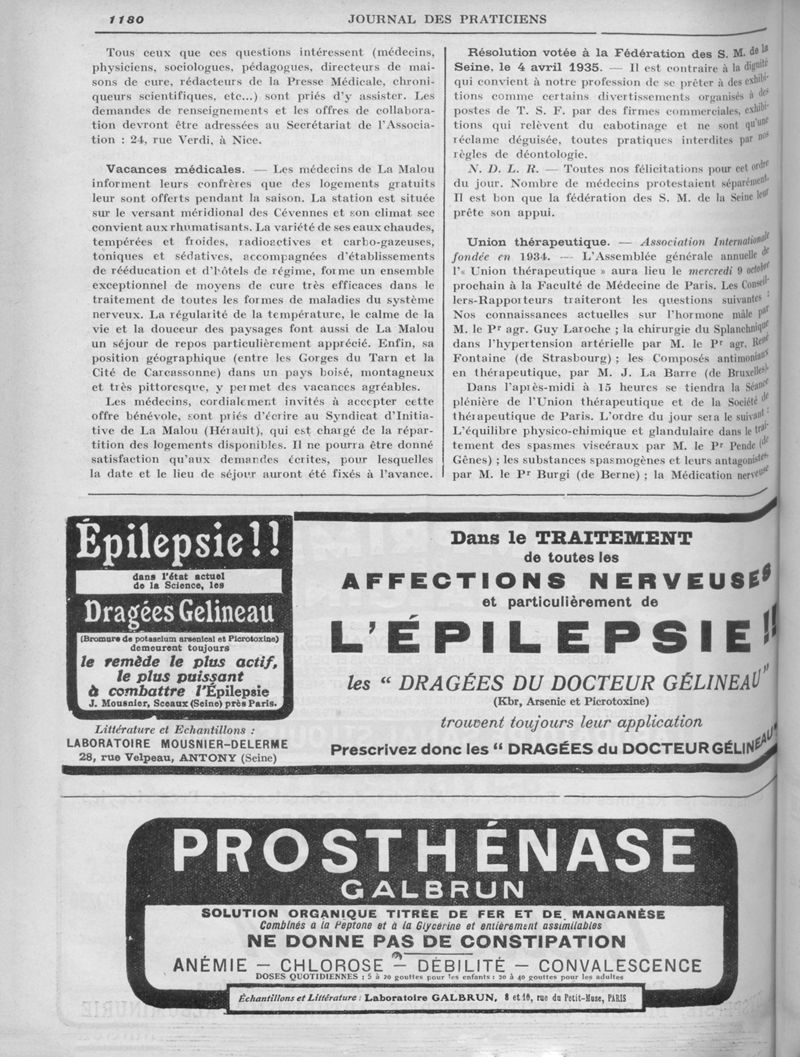 1180
JOURNAL DES PRATICIENS
Tous ceux que ces questions intéressent (médecins,
physiciens, sociologues, pédagogues, directeurs de mai-
sons de cure, rédacteurs de la Presse Médicale, chroni-
queurs scientifiques, etc...) sont priés d'y assister. Les
demandes de renseignements et les offres de collabora-
tion devront être adressées au Secrétariat de l'Associa-
tion : 24, rue Verdi, à Nice.
Vacances médicales. — Les médecins de La Malou
informent leurs confrères que des logements gratuits
leur sont offerts pendant la saison. La station est située
sur le versant méridional des Cévennes et son climat sec
convient aux rhumatisants. La variété de ses eaux chaudes,
tempérées et froides, radioactives et carbo-gazeuses,
toniques et sédatives, accompagnées d'établissements
de rééducation et d'hôtels de régime, forme un ensemble
exceptionnel de moyens de cure très efficaces dans le
traitement de toutes les formes de maladies du système
nerveux. La régularité de la température, le calme de la
vie et la douceur des paysages font aussi de La Malou
un séjour de repos particulièrement apprécié. Enfin, sa
position géographique (entre les Gorges du Tarn et la
Cité de Carcassonne) dans un pays boisé, montagneux
et très pittoresque, y permet des vacances agréables.
Les médecins, cordialement invités à accepter cette
offre bénévole, sont priés d'écrire au Syndicat d'Initia-
tive de La Malou (Hérault), qui est chargé de la répar-
tition des logements disponibles. Il ne pourra être donné
satisfaction qu'aux demandes écrites, pour lesquelles
la date et le lieu de séjour auront été fixés à l'avance.
Résolution votée à la Fédération des S. M. de la
Seine, le 4 avril 1935. — Il est contraire à la dignité
qui convient à notre profession de se prêter à des exhibi-
tions comme certains divertissements organisés à des
postes de T. S. F. par des firmes commerciales, exhibi-
tions qui relèvent du cabotinage et ne sont qu'une
réclame déguisée, toutes pratiques interdites par nos
règles de déontologie.
N. D. L. R. — Toutes nos félicitations pour cet ordre
du jour. Nombre de médecins protestaient séparément.
Il est bon que la fédération des S. M. de la Seine leur
prête son appui.
Union thérapeutique. — Association Internationale
fondée en 1934. — L'Assemblée générale annuelle de
l'« Union thérapeutique » aura lieu le mercredi 9 octobre
prochain à la Faculté de Médecine de Paris. Les Conseil-
lers-Rapporteurs traiteront les questions suivantes :
Nos connaissances actuelles sur l'hormone mâle par
M. le Pr agr. Guy Laroche ; la chirurgie du Splanchnique
dans l'hypertension artérielle par M. le Pr agr. René
Fontaine (de Strasbourg) ; les Composés antimoniaux
en thérapeutique, par M. J. La Barre (de Bruxelles).
Dans l'après-midi à 15 heures se tiendra la Séance
plénière de l'Union thérapeutique et de la Société de
thérapeutique de Paris. L'ordre du jour sera le suivant :
L'équilibre physico-chimique et glandulaire dans le trai-
tement des spasmes viscéraux par M. le Pr Pende (de
Gênes) ; les substances spasmogènes et leurs antagonistes,
par M. le Pr Burgi (de Berne) ; la Médication nerveuse
Épilepsie!!
dans l'état actuel
de la Science, les
Dragées Gelineau
(Bromure de potassium arsenical et Picrotoxine)
demeurent toujours
le remède le plus actif,
le plus puissant
à combattre l'Épilepsie
J. Mousnier, Sceaux (Seine) près Paris.
Littérature et Echantillons :
LABORATOIRE MOUSNIER-DELERME
28, rue Velpeau, ANTONY (Seine)
Dans le TRAITEMENT
de toutes les
AFFECTIONS NERVEUSES
et particulièrement de
L'ÉPILEPSIE!!
les " DRAGÉES DU DOCTEUR GÉLINEAU "
(Kbr, Arsenic et Picrotoxine)
trouvent toujours leur application
Prescrivez donc les " DRAGÉES du DOCTEUR GÉLINEAU "
PROSTHÉNASE
GALBRUN
SOLUTION ORGANIQUE TITRÉE DE FER ET DE MANGANÈSE
Combinés a la Peptone et à la Glycérine et entièrement assimilables
NE DONNE PAS DE CONSTIPATION
ANÉMIE — CHLOROSE — DÉBILITÉ — CONVALESCENCE
DOSES QUOTIDIENNES : 5 à 20 gouttes pour les enfants : 20 à 40 gouttes pour les adultes
Échantillons et Littérature : Laboratoire GALBRUN, 8 et 10, rue du Petit-Musc, PARIS